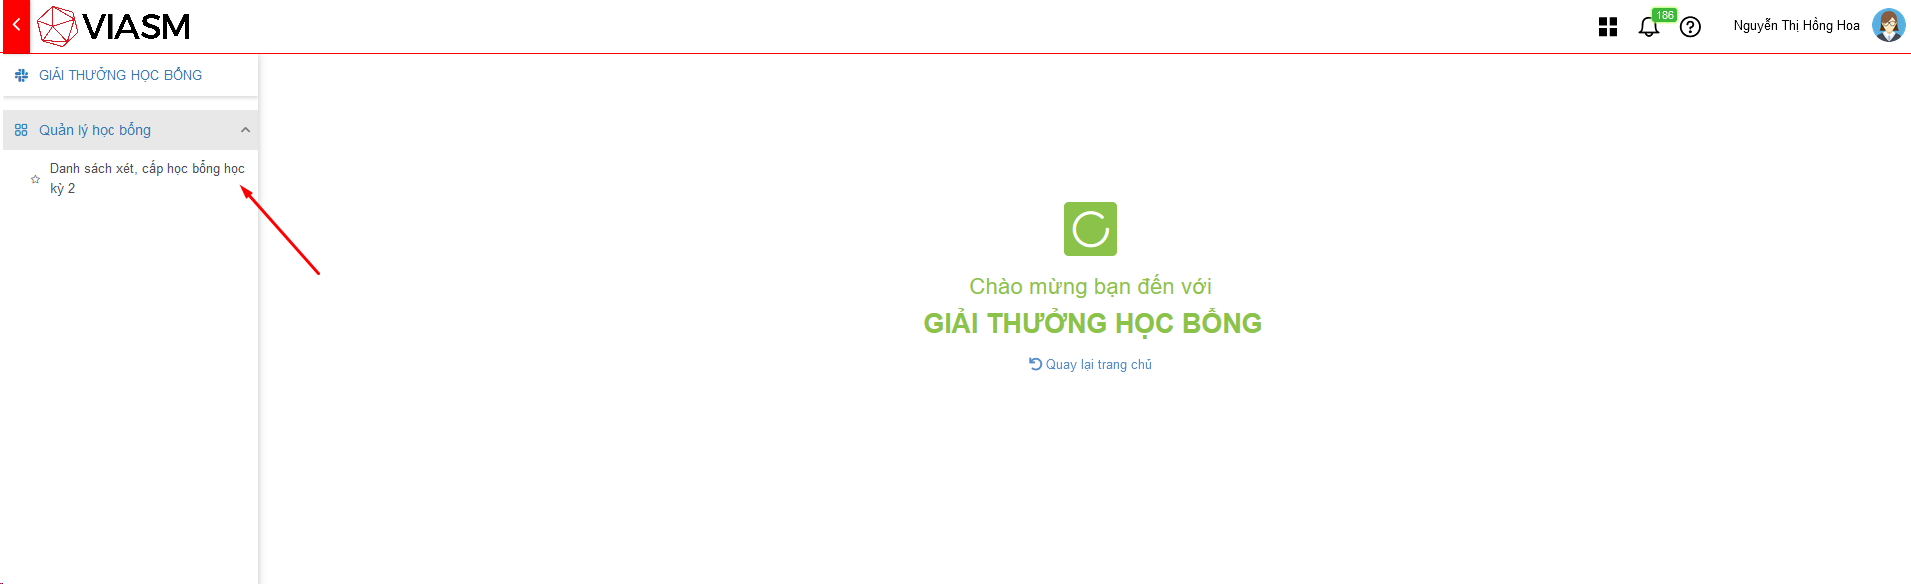 VIASM
186
Nguyễn Thị Hồng Hoa
GIẢI THƯỞNG HỌC BỔNG
Quản lý học bổng
Danh sách xét, cấp học bổng học
kỳ 2
Chào mừng bạn đến với
GIẢI THƯỞNG HỌC BỔNG
Quay lại trang chủ